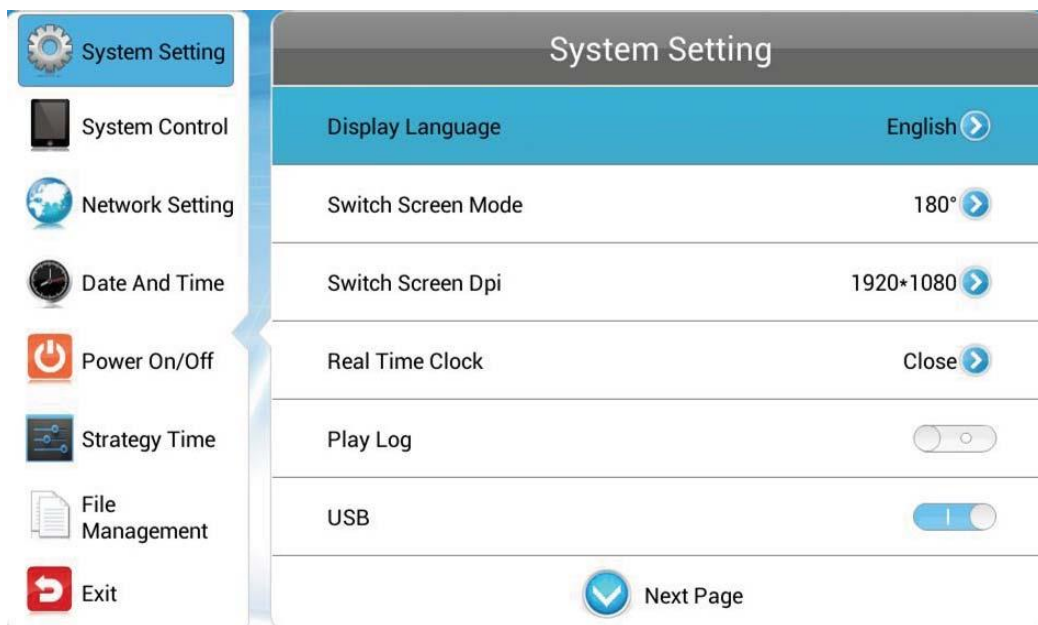 System Setting
System Control
Network Setting
Date And Time
Power On/Off
Strategy Time
File
Management
Exit
System Setting
Display Language English
Switch Screen Mode 180°
Switch Screen Dpi 1920*1080
Real Time Clock Close
Play Log
USB
Next Page